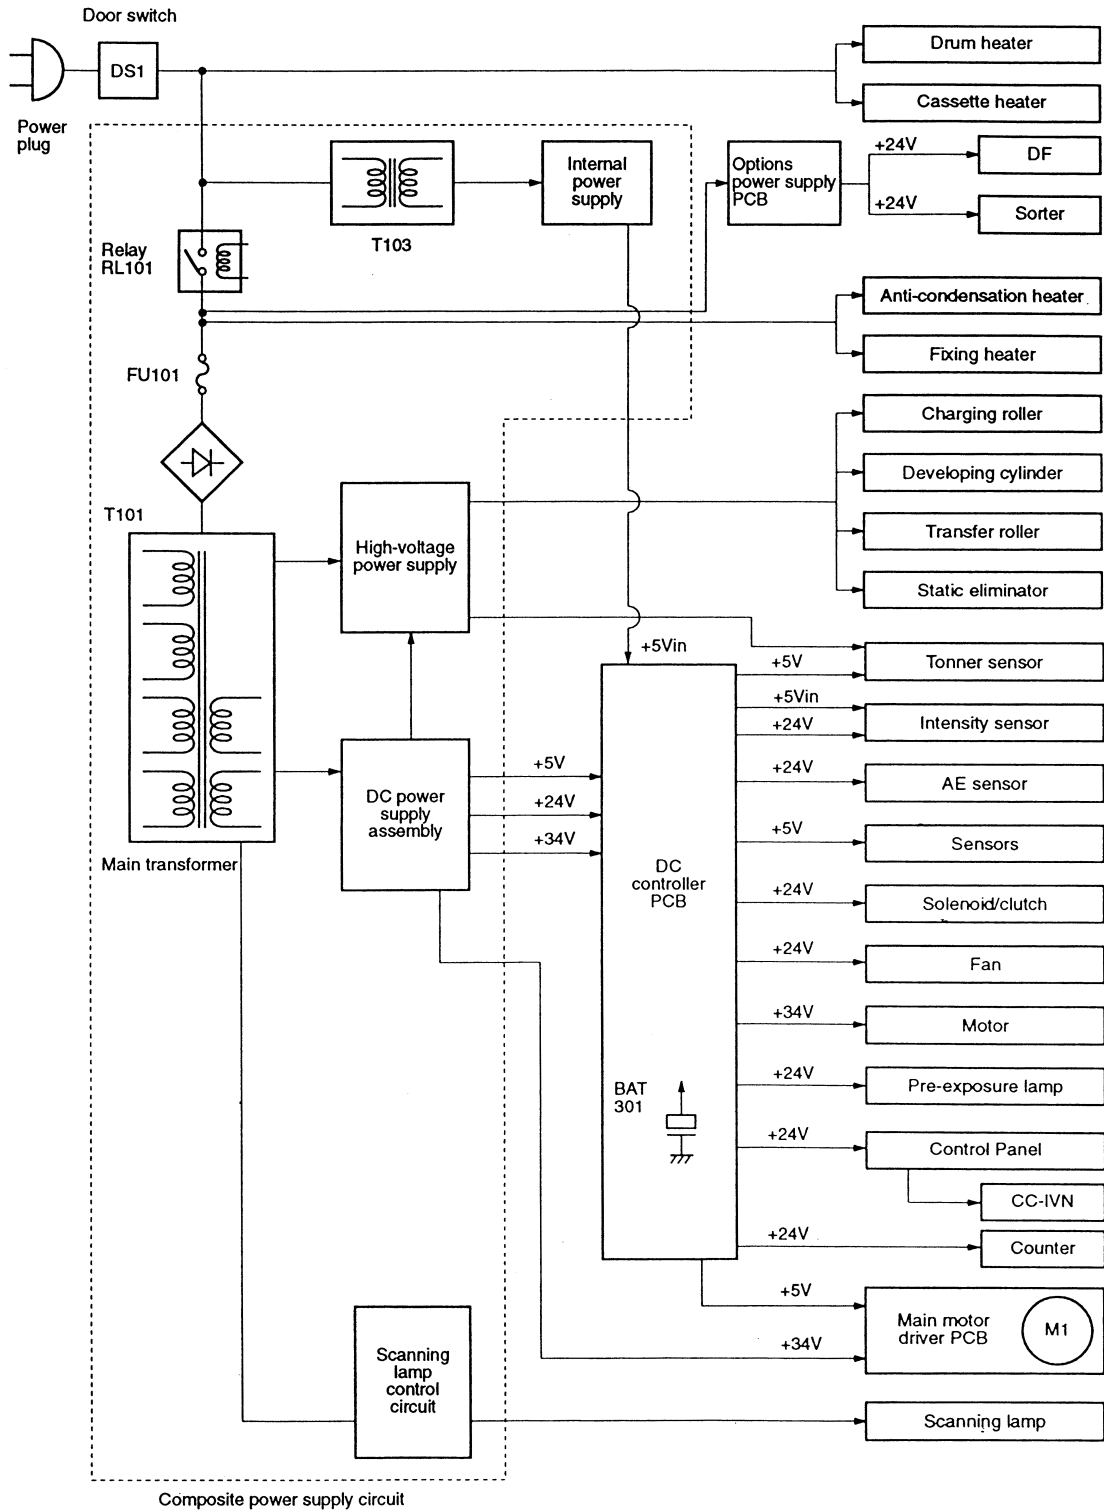 Door switch
DS1
Power
plug
Drum heater
Cassette heater
T103
Internal
power
supply
Options
power supply
PCB
+24V
DF
+24V
Sorter
Relay
RL101
Anti-condensation heater
Fixing heater
FU101
Charging roller
Developing cylinder
Transfer roller
Static eliminator
T101
High-voltage
power supply
+5Vin
Tonner sensor
+5V
+5Vin
Intensity sensor
+24V
Main transformer
DC power
supply
assembly
+5V
+24V
+34V
DC
controller
PCB
+24V
AE sensor
+5V
Sensors
+24V
Solenoid/clutch
+24V
Fan
+34V
Motor
BAT
301
+24V
Pre-exposure lamp
+24V
Control Panel
CC-IVN
+24V
Counter
+5V
Main motor
driver PCB
M1
+34V
Scanning
lamp
control
circuit
Scanning lamp
Composite power supply circuit